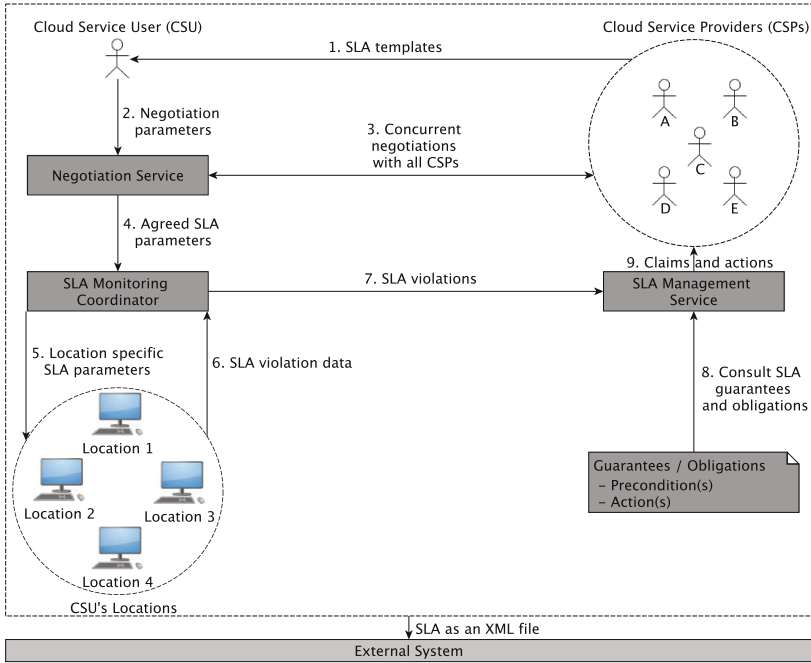 Cloud Service User (CSU)
Cloud Service Providers (CSPs)
1. SLA templates
A
B
C
D
E
2. Negotiation
parameters
3. Concurrent
negotiations
with all CSPs
Negotiation Service
4. Agreed SLA
parameters
9. Claims and actions
SLA Monitoring
Coordinator
7. SLA violations
SLA Management
Service
5. Location specific
SLA parameters
6. SLA violation data
8. Consult SLA
guarantees
and obligations
Location 1
Location 2
Location 3
Location 4
CSU's Locations
Guarantees / Obligations
– Precondition(s)
– Action(s)
SLA as an XML file
External System